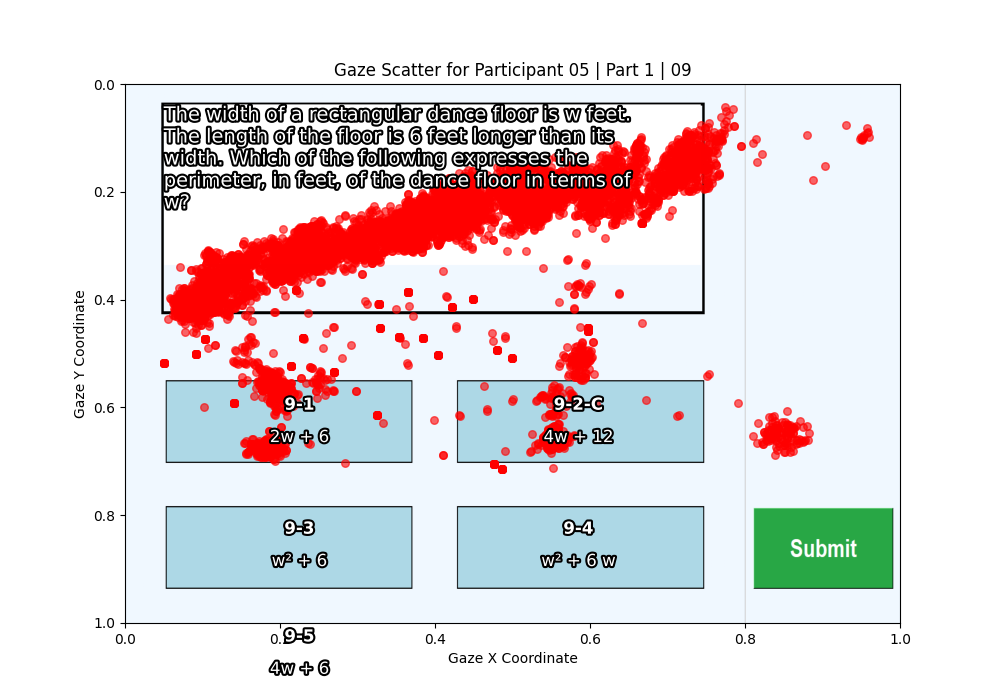 Gaze Scatter for Participant 05 | Part 1 | 09
The width of a rectangular dance floor is w feet.
The length of the floor is 6 feet longer than its
width. Which of the following expresses the
perimeter, in feet, of the dance floor in terms of
w?
Gaze Y Coordinate
0.0
0.2
0.4
0.6
0.8
1.0
9-1
2w + 6
9-2-C
4w + 12
9-3
w² + 6
9-4
w² + 6 w
Submit
9-5
4w + 6
0.0
0.2
0.4
0.6
0.8
1.0
Gaze X Coordinate